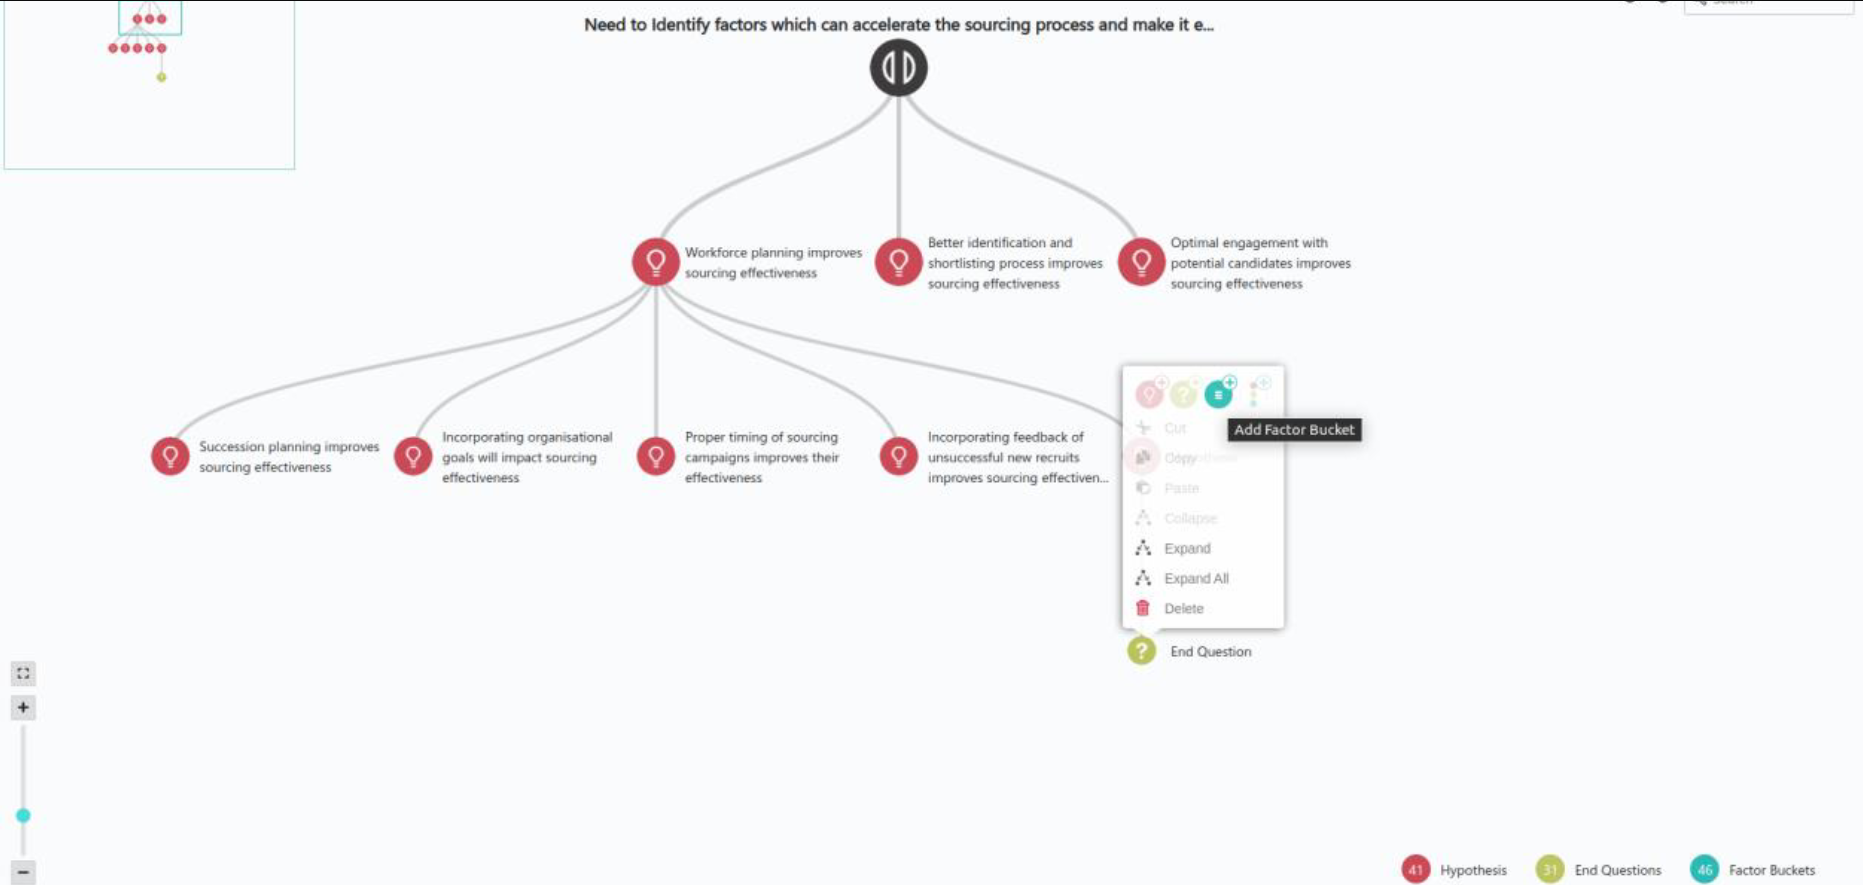 Need to Identify factors which can accelerate the sourcing process and make it e...
Workforce planning improves
sourcing effectiveness
Better identification and
shortlisting process improves
sourcing effectiveness
Optimal engagement with
potential candidates improves
sourcing effectiveness
Succession planning improves
sourcing effectiveness
Incorporating organisational
goals will impact sourcing
effectiveness
Proper timing of sourcing
campaigns improves their
effectiveness
Incorporating feedback of
unsuccessful new recruits
improves sourcing effectiven...
Add Factor Bucket
Cut
Copy
Paste
Collapse
Expand
Expand All
Delete
? End Question
41 Hypothesis
31 End Questions
46 Factor Buckets